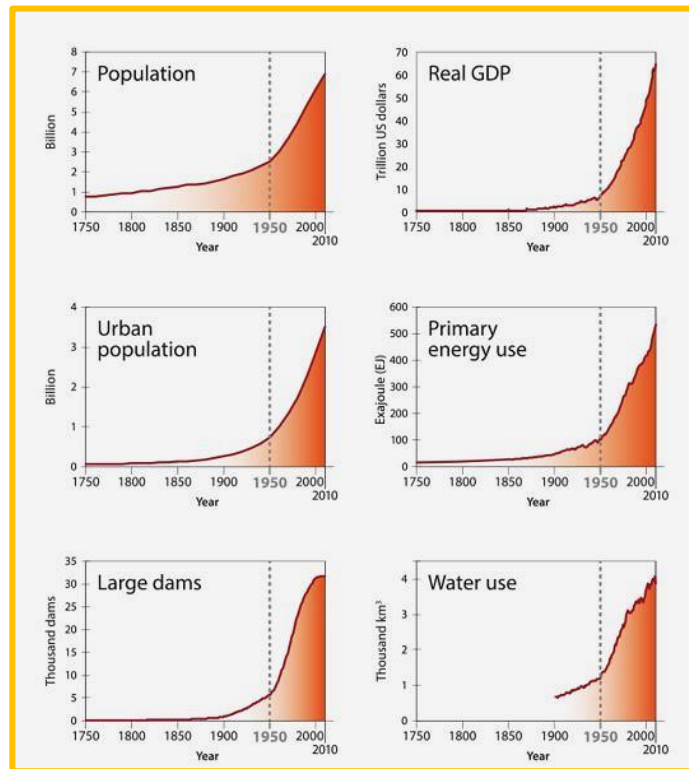 Population
8
7
6
5
4
3
2
1
0
Billion
1750 1800 1850 1900 1950 2000
2010
Year
Real GDP
70
60
50
40
30
20
10
0
Trillion US dollars
1750 1800 1850 1900 1950 2000
2010
Year
Urban
population
4
3
2
1
0
Billion
1750 1800 1850 1900 1950 2000
2010
Year
Primary
energy use
600
500
400
300
200
100
0
Exajoule (EJ)
1750 1800 1850 1900 1950 2000
2010
Year
Large dams
35
30
25
20
15
10
5
0
Thousand dams
1750 1800 1850 1900 1950 2000
2010
Year
Water use
4
3
2
1
0
Thousand km³
1750 1800 1850 1900 1950 2000
2010
Year